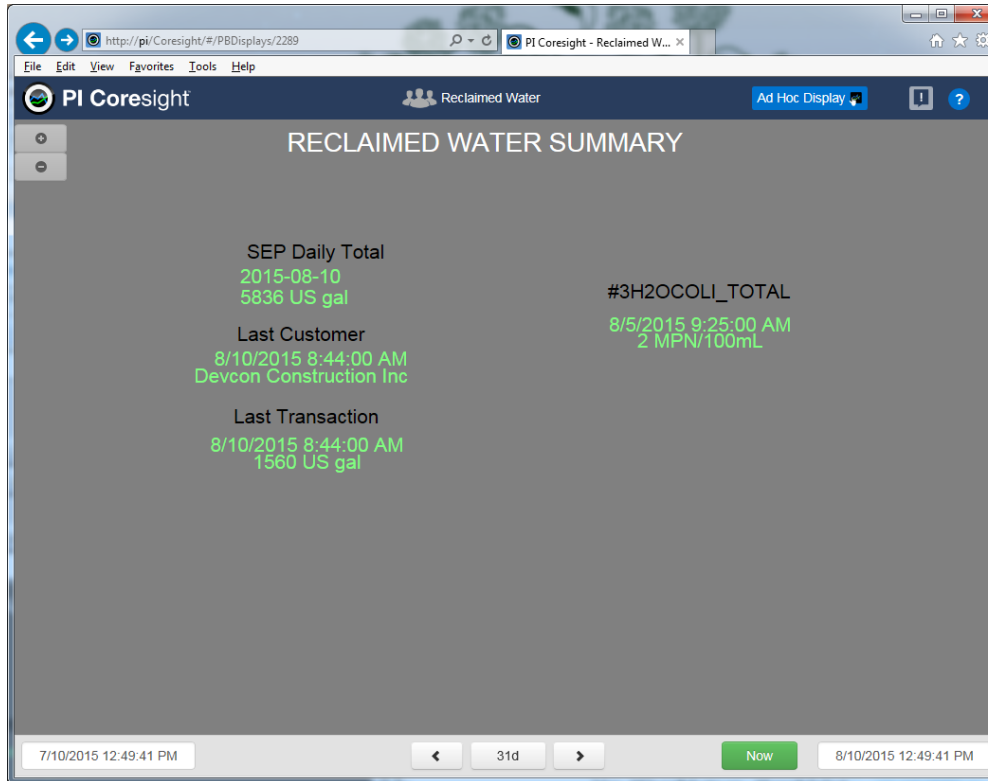 http://pi/Coresight/#/PBDisplays/2289
PI Coresight - Reclaimed W...
File Edit View Favorites Tools Help
PI Coresight
Reclaimed Water
Ad Hoc Display
RECLAIMED WATER SUMMARY
SEP Daily Total
2015-08-10
5836 US gal
Last Customer
8/10/2015 8:44:00 AM
Devcon Construction Inc
Last Transaction
8/10/2015 8:44:00 AM
1560 US gal
#3H2OCOLI_TOTAL
8/5/2015 9:25:00 AM
2 MPN/100mL
7/10/2015 12:49:41 PM
31d
Now
8/10/2015 12:49:41 PM